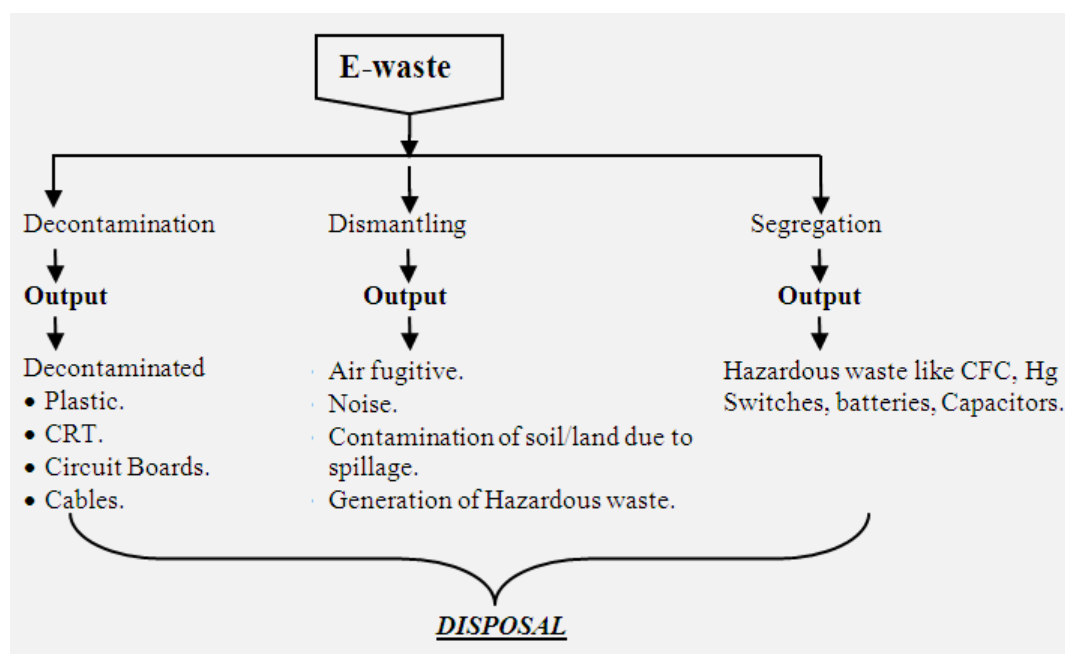 E-waste
Decontamination
Dismantling
Segregation
Output
Output
Output
Decontaminated
• Plastic.
• CRT.
• Circuit Boards.
• Cables.
· Air fugitive.
· Noise.
· Contamination of soil/land due to
spillage.
· Generation of Hazardous waste.
Hazardous waste like CFC, Hg
Switches, batteries, Capacitors.
DISPOSAL